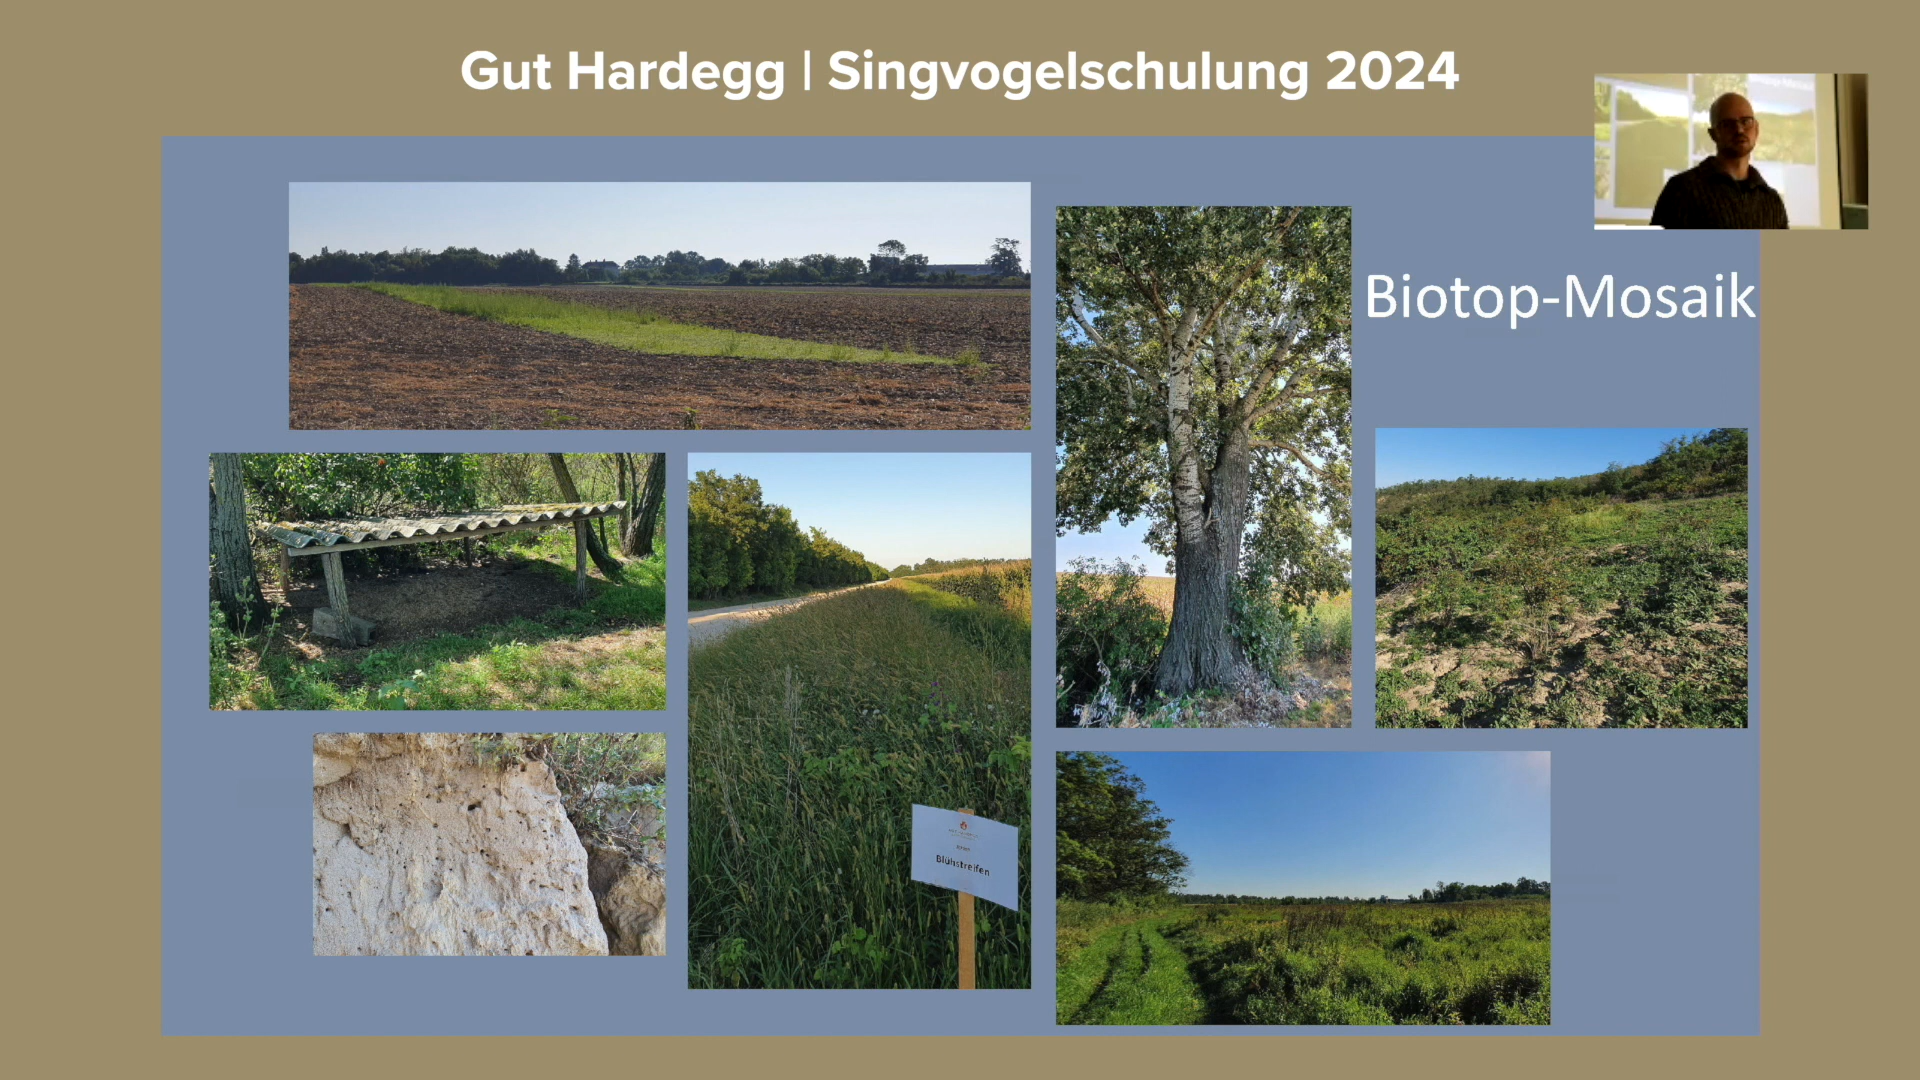 Gut Hardegg | Singvogelschulung 2024
Biotop-Mosaik
Blühstreifen